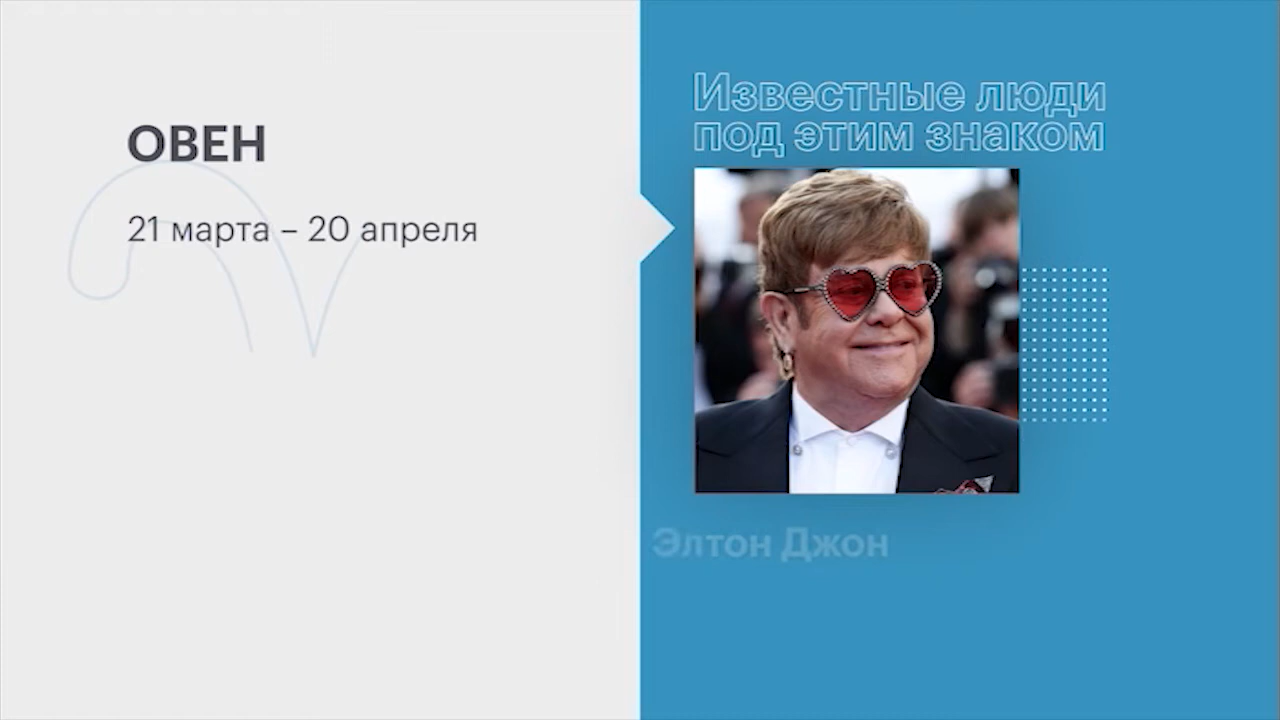 ОВЕН
21 марта – 20 апреля
Известные люди
под этим знаком
Элтон Джон